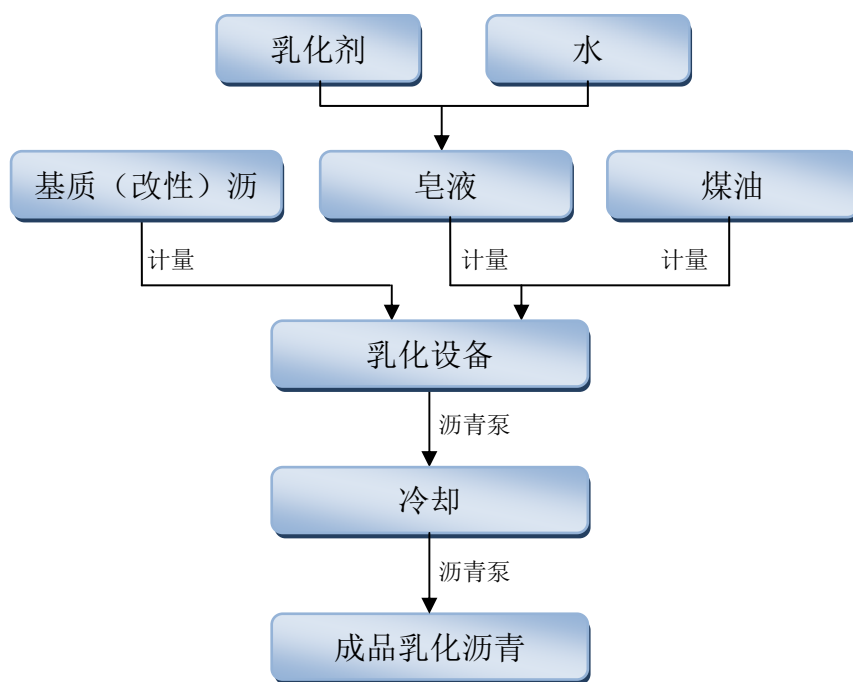 乳化剂
水
基质（改性）沥
皂液
煤油
计量
计量
计量
乳化设备
沥青泵
冷却
沥青泵
成品乳化沥青